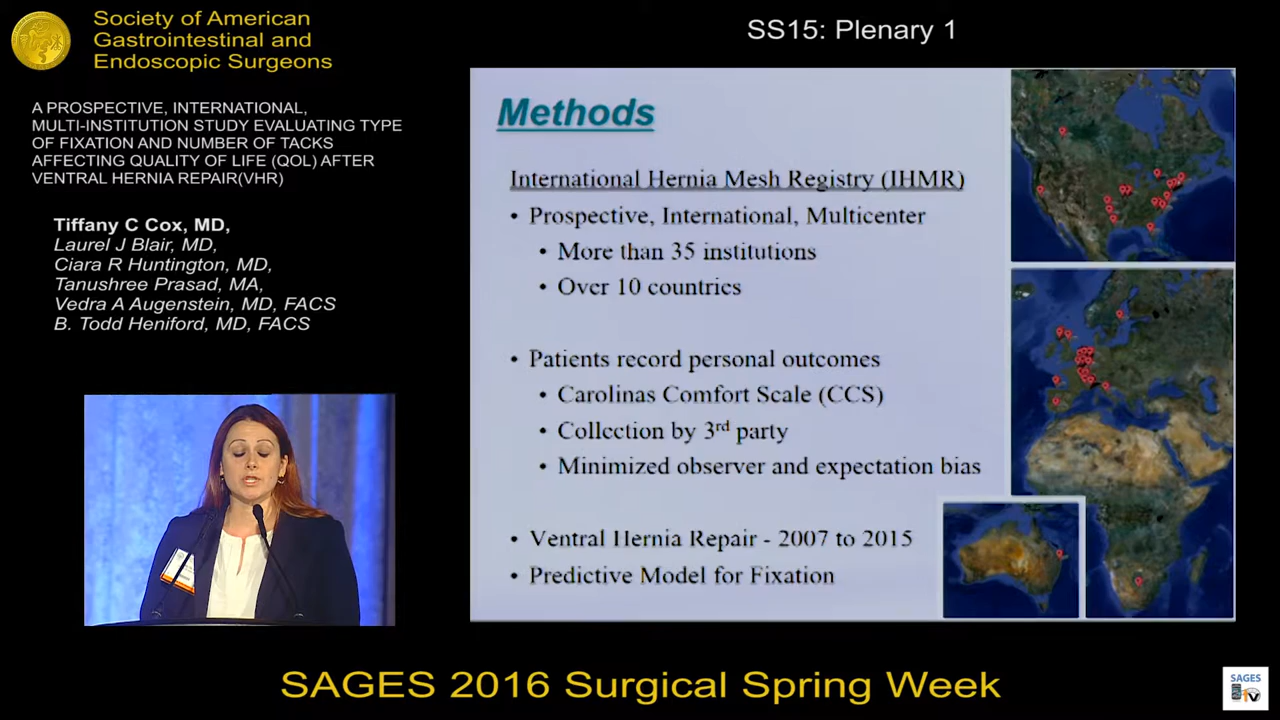 Society of American
Gastrointestinal and
Endoscopic Surgeons
SS15: Plenary 1
A PROSPECTIVE, INTERNATIONAL,
MULTI-INSTITUTION STUDY EVALUATING TYPE
OF FIXATION AND NUMBER OF TACKS
AFFECTING QUALITY OF LIFE (QOL) AFTER
VENTRAL HERNIA REPAIR(VHR)
Tiffany C Cox, MD,
Laurel J Blair, MD,
Ciara R Huntington, MD,
Tanushree Prasad, MA,
Vedra A Augenstein, MD, FACS
B. Todd Heniford, MD, FACS
Methods
International Hernia Mesh Registry (IHMR)
• Prospective, International, Multicenter
• More than 35 institutions
• Over 10 countries
• Patients record personal outcomes
• Carolinas Comfort Scale (CCS)
• Collection by 3rd party
• Minimized observer and expectation bias
• Ventral Hernia Repair - 2007 to 2015
• Predictive Model for Fixation
SAGES 2016 Surgical Spring Week
SAGES
TV